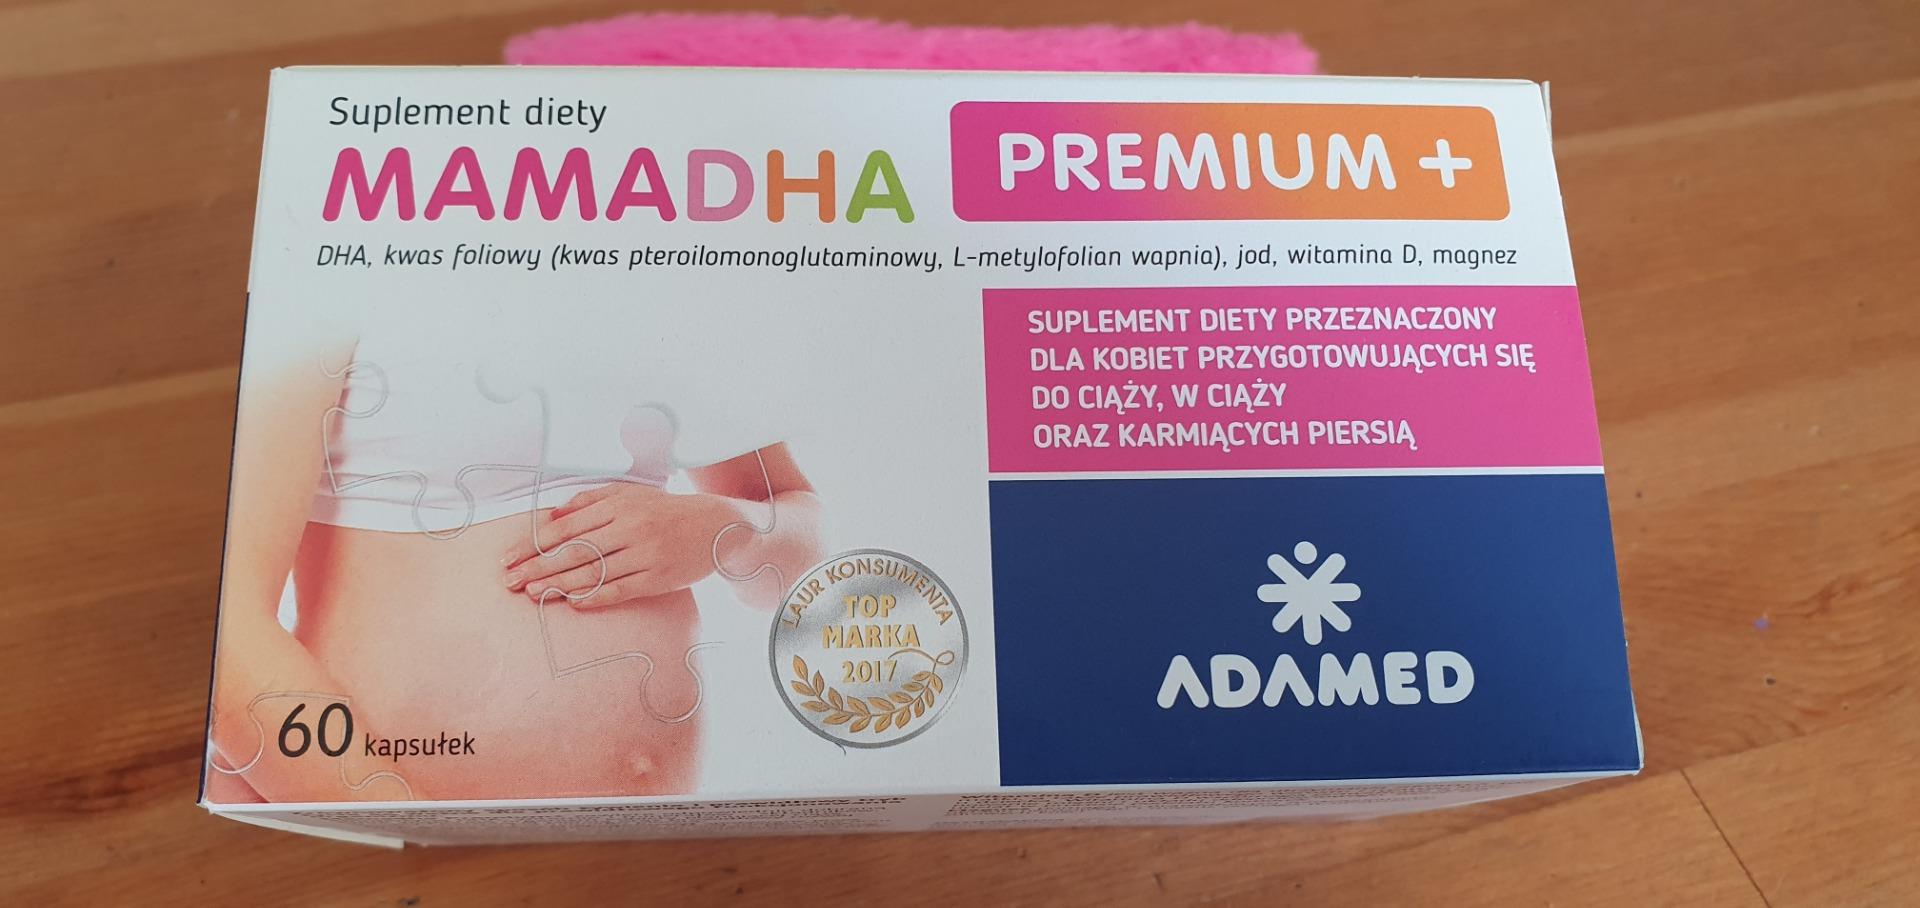 Suplement diety
MAMADHA PREMIUM +
DHA, kwas foliowy (kwas pteroilomonoglutaminowy, L-metylofolian wapnia), jod, witamina D, magnez
SUPLEMENT DIETY PRZEZNACZONY
DLA KOBIET PRZYGOTOWUJĄCYCH SIĘ
DO CIĄŻY, W CIĄŻY
ORAZ KARMIĄCYCH PIERSIĄ
LAUR KONSUMENTA
TOP
MARKA
2017
ADAMED
60 kapsułek